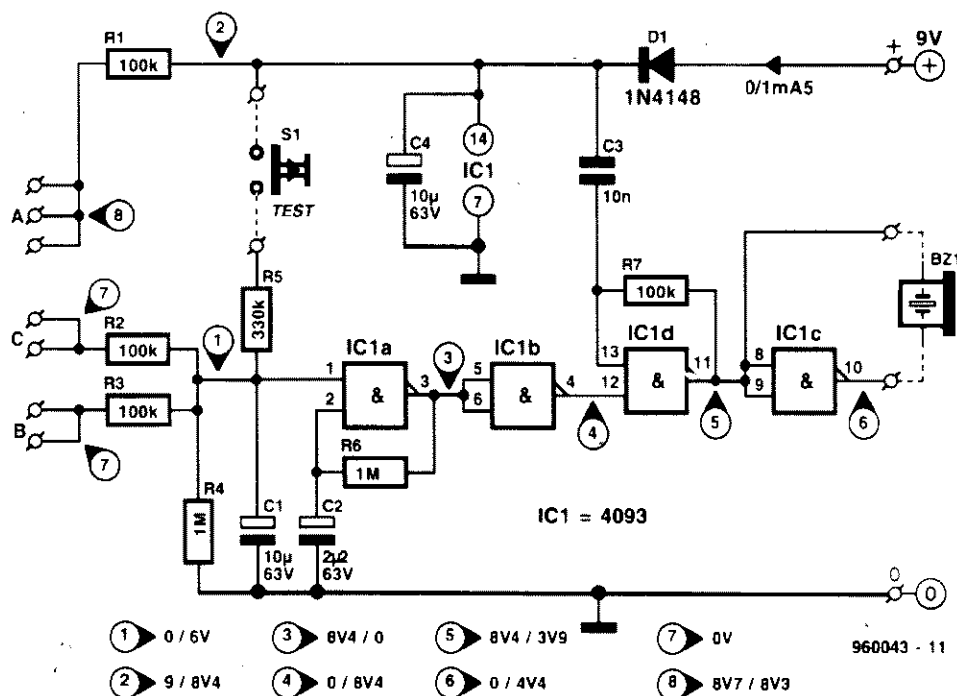 2
R1
100k
D1
1N4148
0/1mA5
+
9V
+
S1
TEST
C4
10µ
63V
14
IC1
7
C3
10n
A
8
R5
330k
R7
100k
BZ1
7
C
R2
100k
1
R3
100k
B
7
IC1a
1
2
&
3
3
IC1b
5
6
&
4
4
IC1d
13
12
&
11
5
IC1c
8
9
&
10
6
R6
1M
R4
1M
C1
10µ
63V
C2
2µ2
63V
IC1 = 4093
0
0
1 0 / 6V
3 8V4 / 0
5 8V4 / 3V9
7 0V
960043 - 11
2 9 / 8V4
4 0 / 8V4
6 0 / 4V4
8 8V7 / 8V3